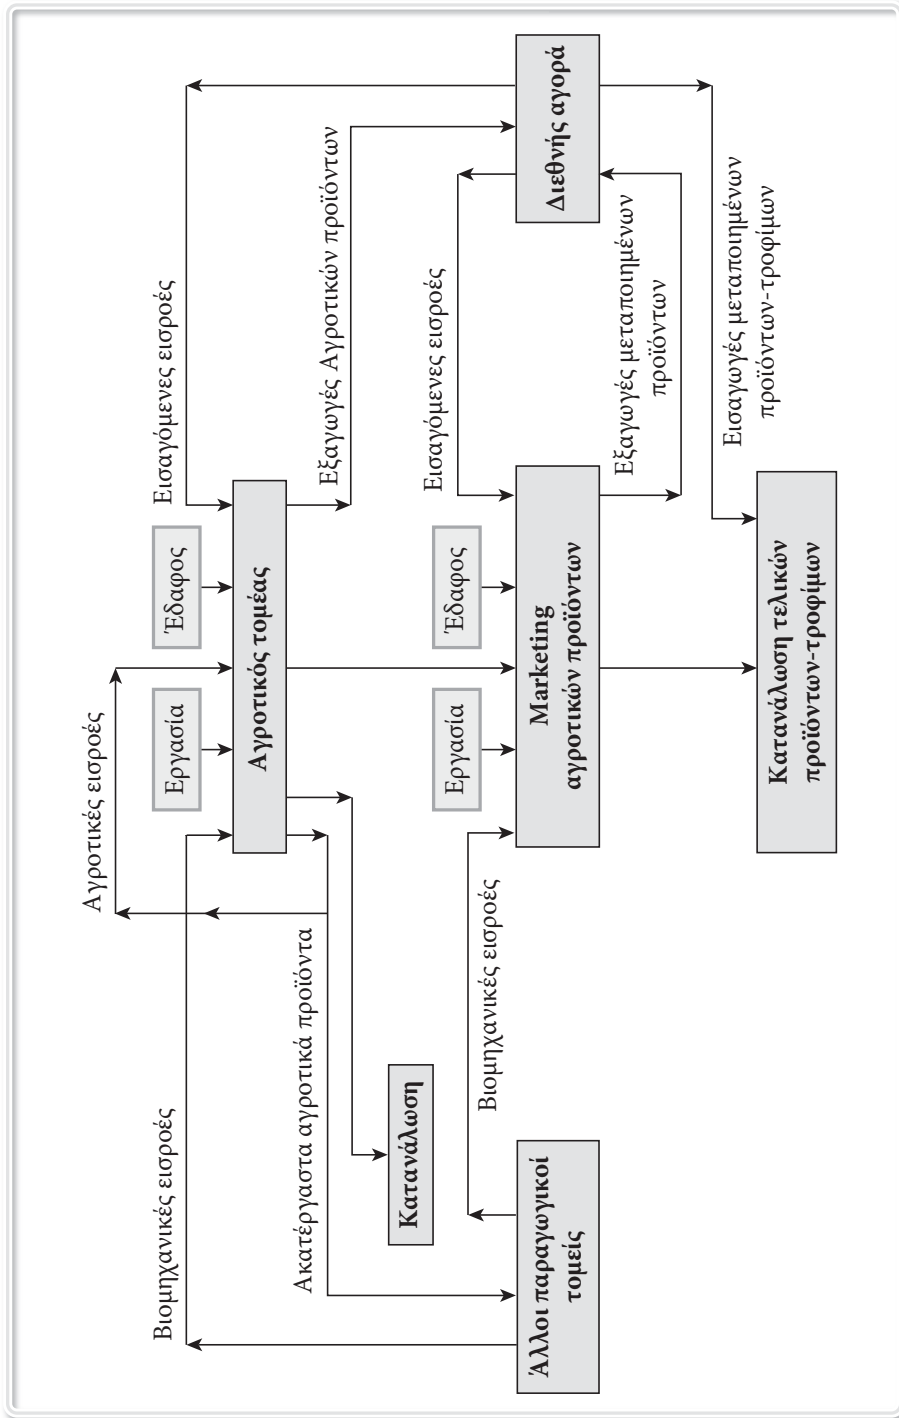 Αγροτικές εισροές
Βιομηχανικές εισροές
Εργασία
Έδαφος
Εισαγόμενες εισροές
Αγροτικός τομέας
Ακατέργαστα αγροτικά προϊόντα
Εξαγωγές Αγροτικών προϊόντων
Κατανάλωση
Βιομηχανικές εισροές
Εργασία
Έδαφος
Εισαγόμενες εισροές
Άλλοι παραγωγικοί
τομείς
Marketing
αγροτικών προϊόντων
Διεθνής αγορά
Εξαγωγές μεταποιημένων
προϊόντων
Κατανάλωση τελικών
προϊόντων-τροφίμων
Εισαγωγές μεταποιημένων
προϊόντων-τροφίμων